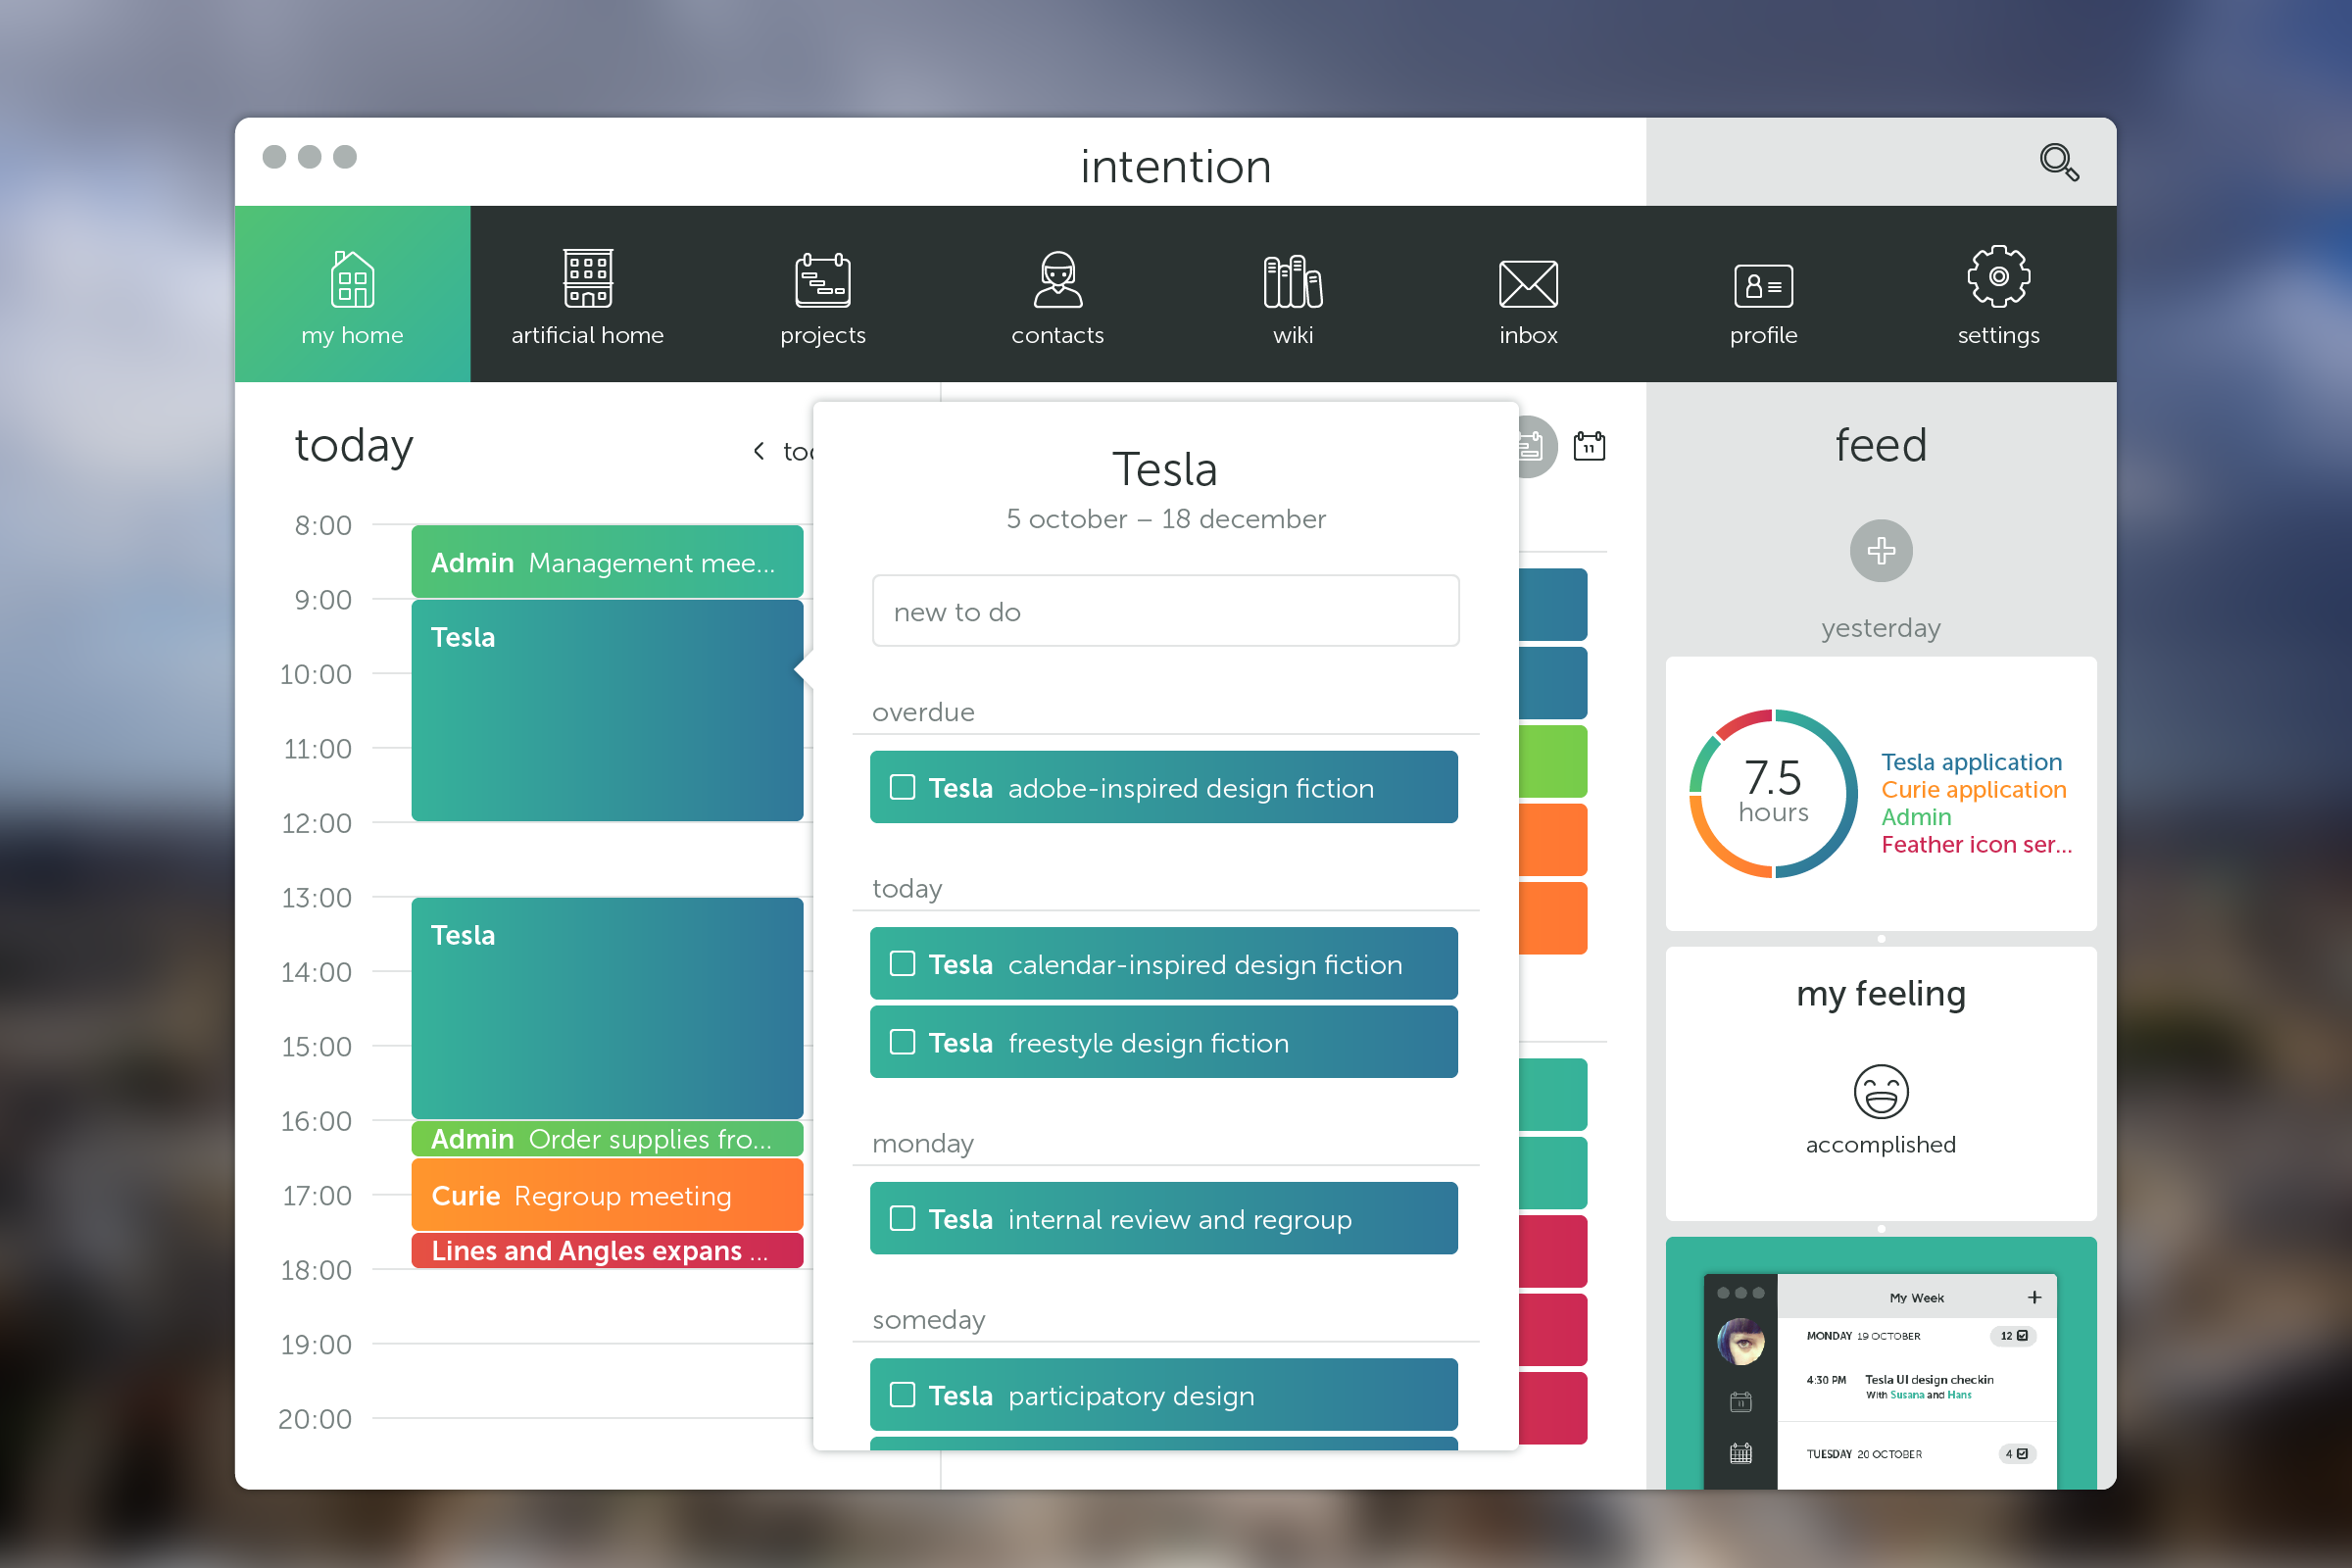 intention
my home
artificial home
projects
contacts
wiki
inbox
profile
settings
today
< 
11
8:00
Admin Management mee...
9:00
Tesla
10:00
11:00
12:00
13:00
Tesla
14:00
15:00
16:00
Admin Order supplies fro...
17:00
Curie Regroup meeting
Lines and Angles expans ...
18:00
19:00
20:00
Tesla
5 october – 18 december
new to do
overdue
Tesla adobe-inspired design fiction
today
Tesla calendar-inspired design fiction
Tesla freestyle design fiction
monday
Tesla internal review and regroup
someday
Tesla participatory design
feed
yesterday
7.5
hours
Tesla application
Curie application
Admin
Feather icon ser...
my feeling
accomplished
My Week +
MONDAY 19 OCTOBER 12
4:30 PM Tesla UI design checkin
With Susana and Hans
11
TUESDAY 20 OCTOBER 4